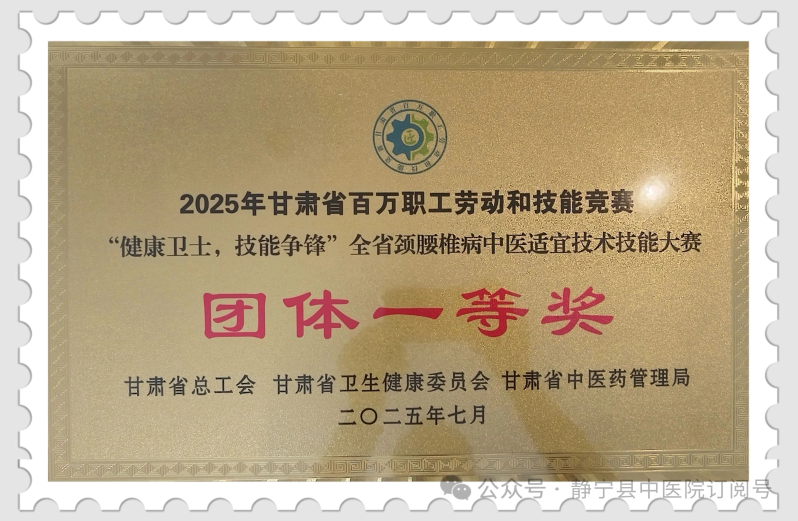 2025年甘肃省百万职工劳动和技能竞赛
“健康卫士，技能争锋”全省颈腰椎病中医适宜技术技能大赛
团体一等奖
甘肃省总工会 甘肃省卫生健康委员会 甘肃省中医药管理局
二〇二五年七月
公众号·静宁县中医院订阅号